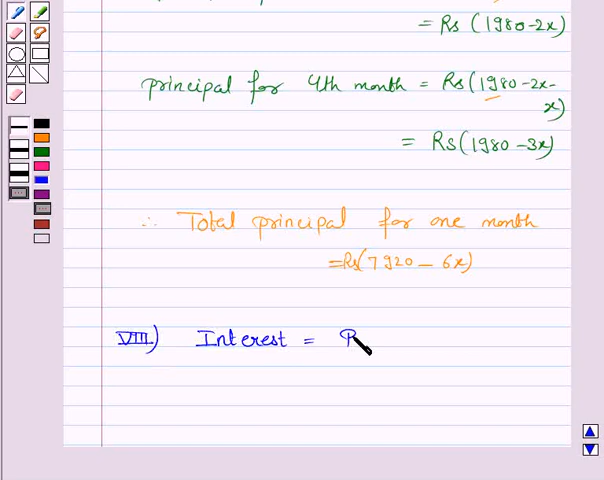 = Rs (1980-2x)
principal for 4th month = Rs(1980-2x-
x)
= Rs(1980-3x)
∴ Total principal for one month
=Rs(7920 - 6x)
VIII) Interest = R